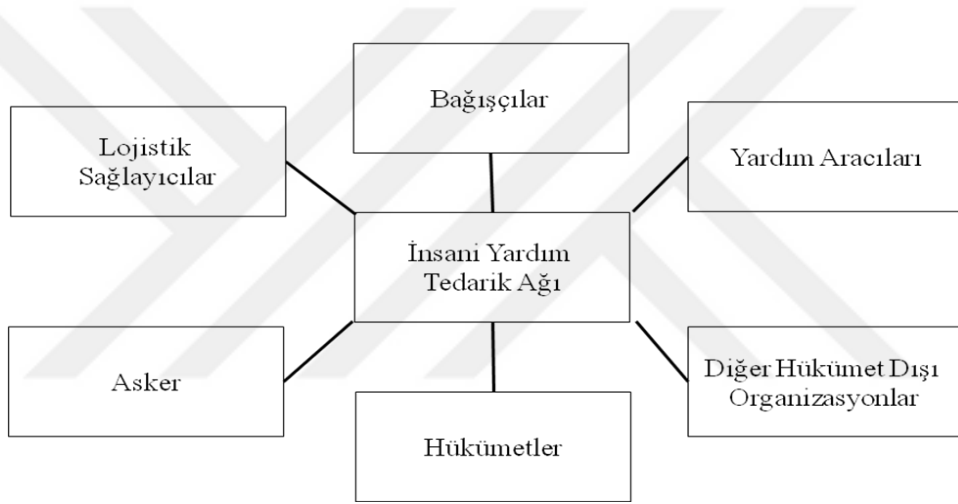 Bağışçılar
Lojistik
Sağlayıcılar
Yardım Aracıları
İnsani Yardım
Tedarik Ağı
Asker
Diğer Hükümet Dışı
Organizasyonlar
Hükümetler